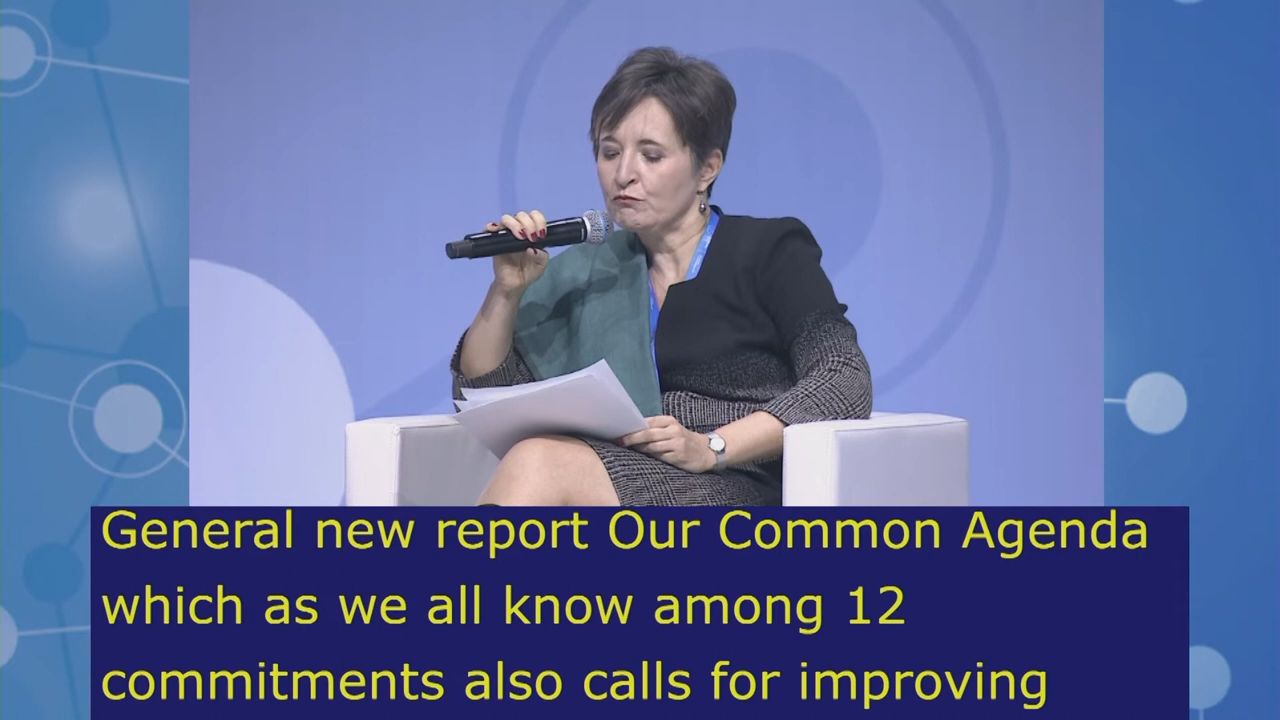 General new report Our Common Agenda
which as we all know among 12
commitments also calls for improving